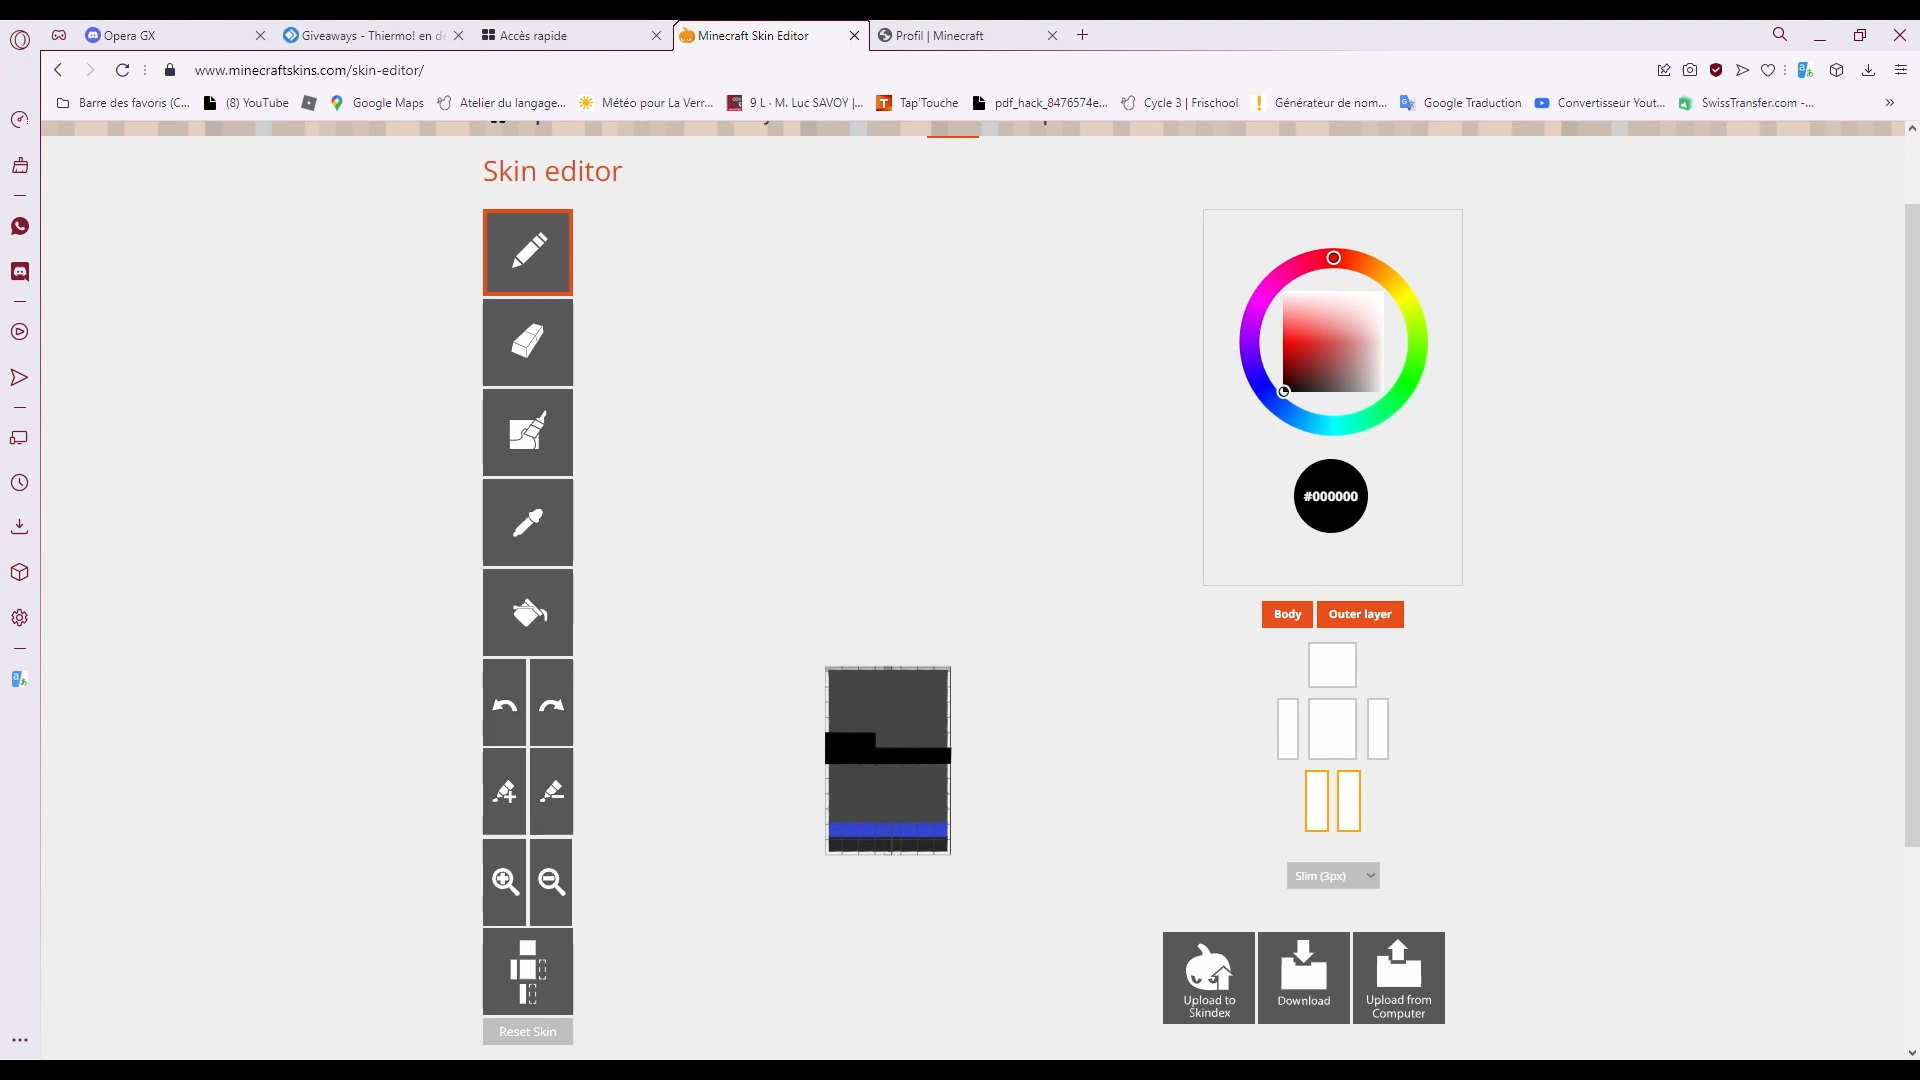 Opera GX
Giveaways - Thiermo! en de
Accès rapide
Minecraft Skin Editor
Profil | Minecraft
www.minecraftskins.com/skin-editor/
Barre des favoris (C...
(8) YouTube
Google Maps
Atelier du langage...
Météo pour La Verr...
9 L · M. Luc SAVOY |...
Tap'Touche
pdf_hack_8476574e...
Cycle 3 | Frischool
Générateur de nom...
Google Traduction
Convertisseur Yout...
SwissTransfer.com -...
Skin editor
#000000
Body
Outer layer
Slim (3px)
Upload to
Skindex
Download
Upload from
Computer
Reset Skin